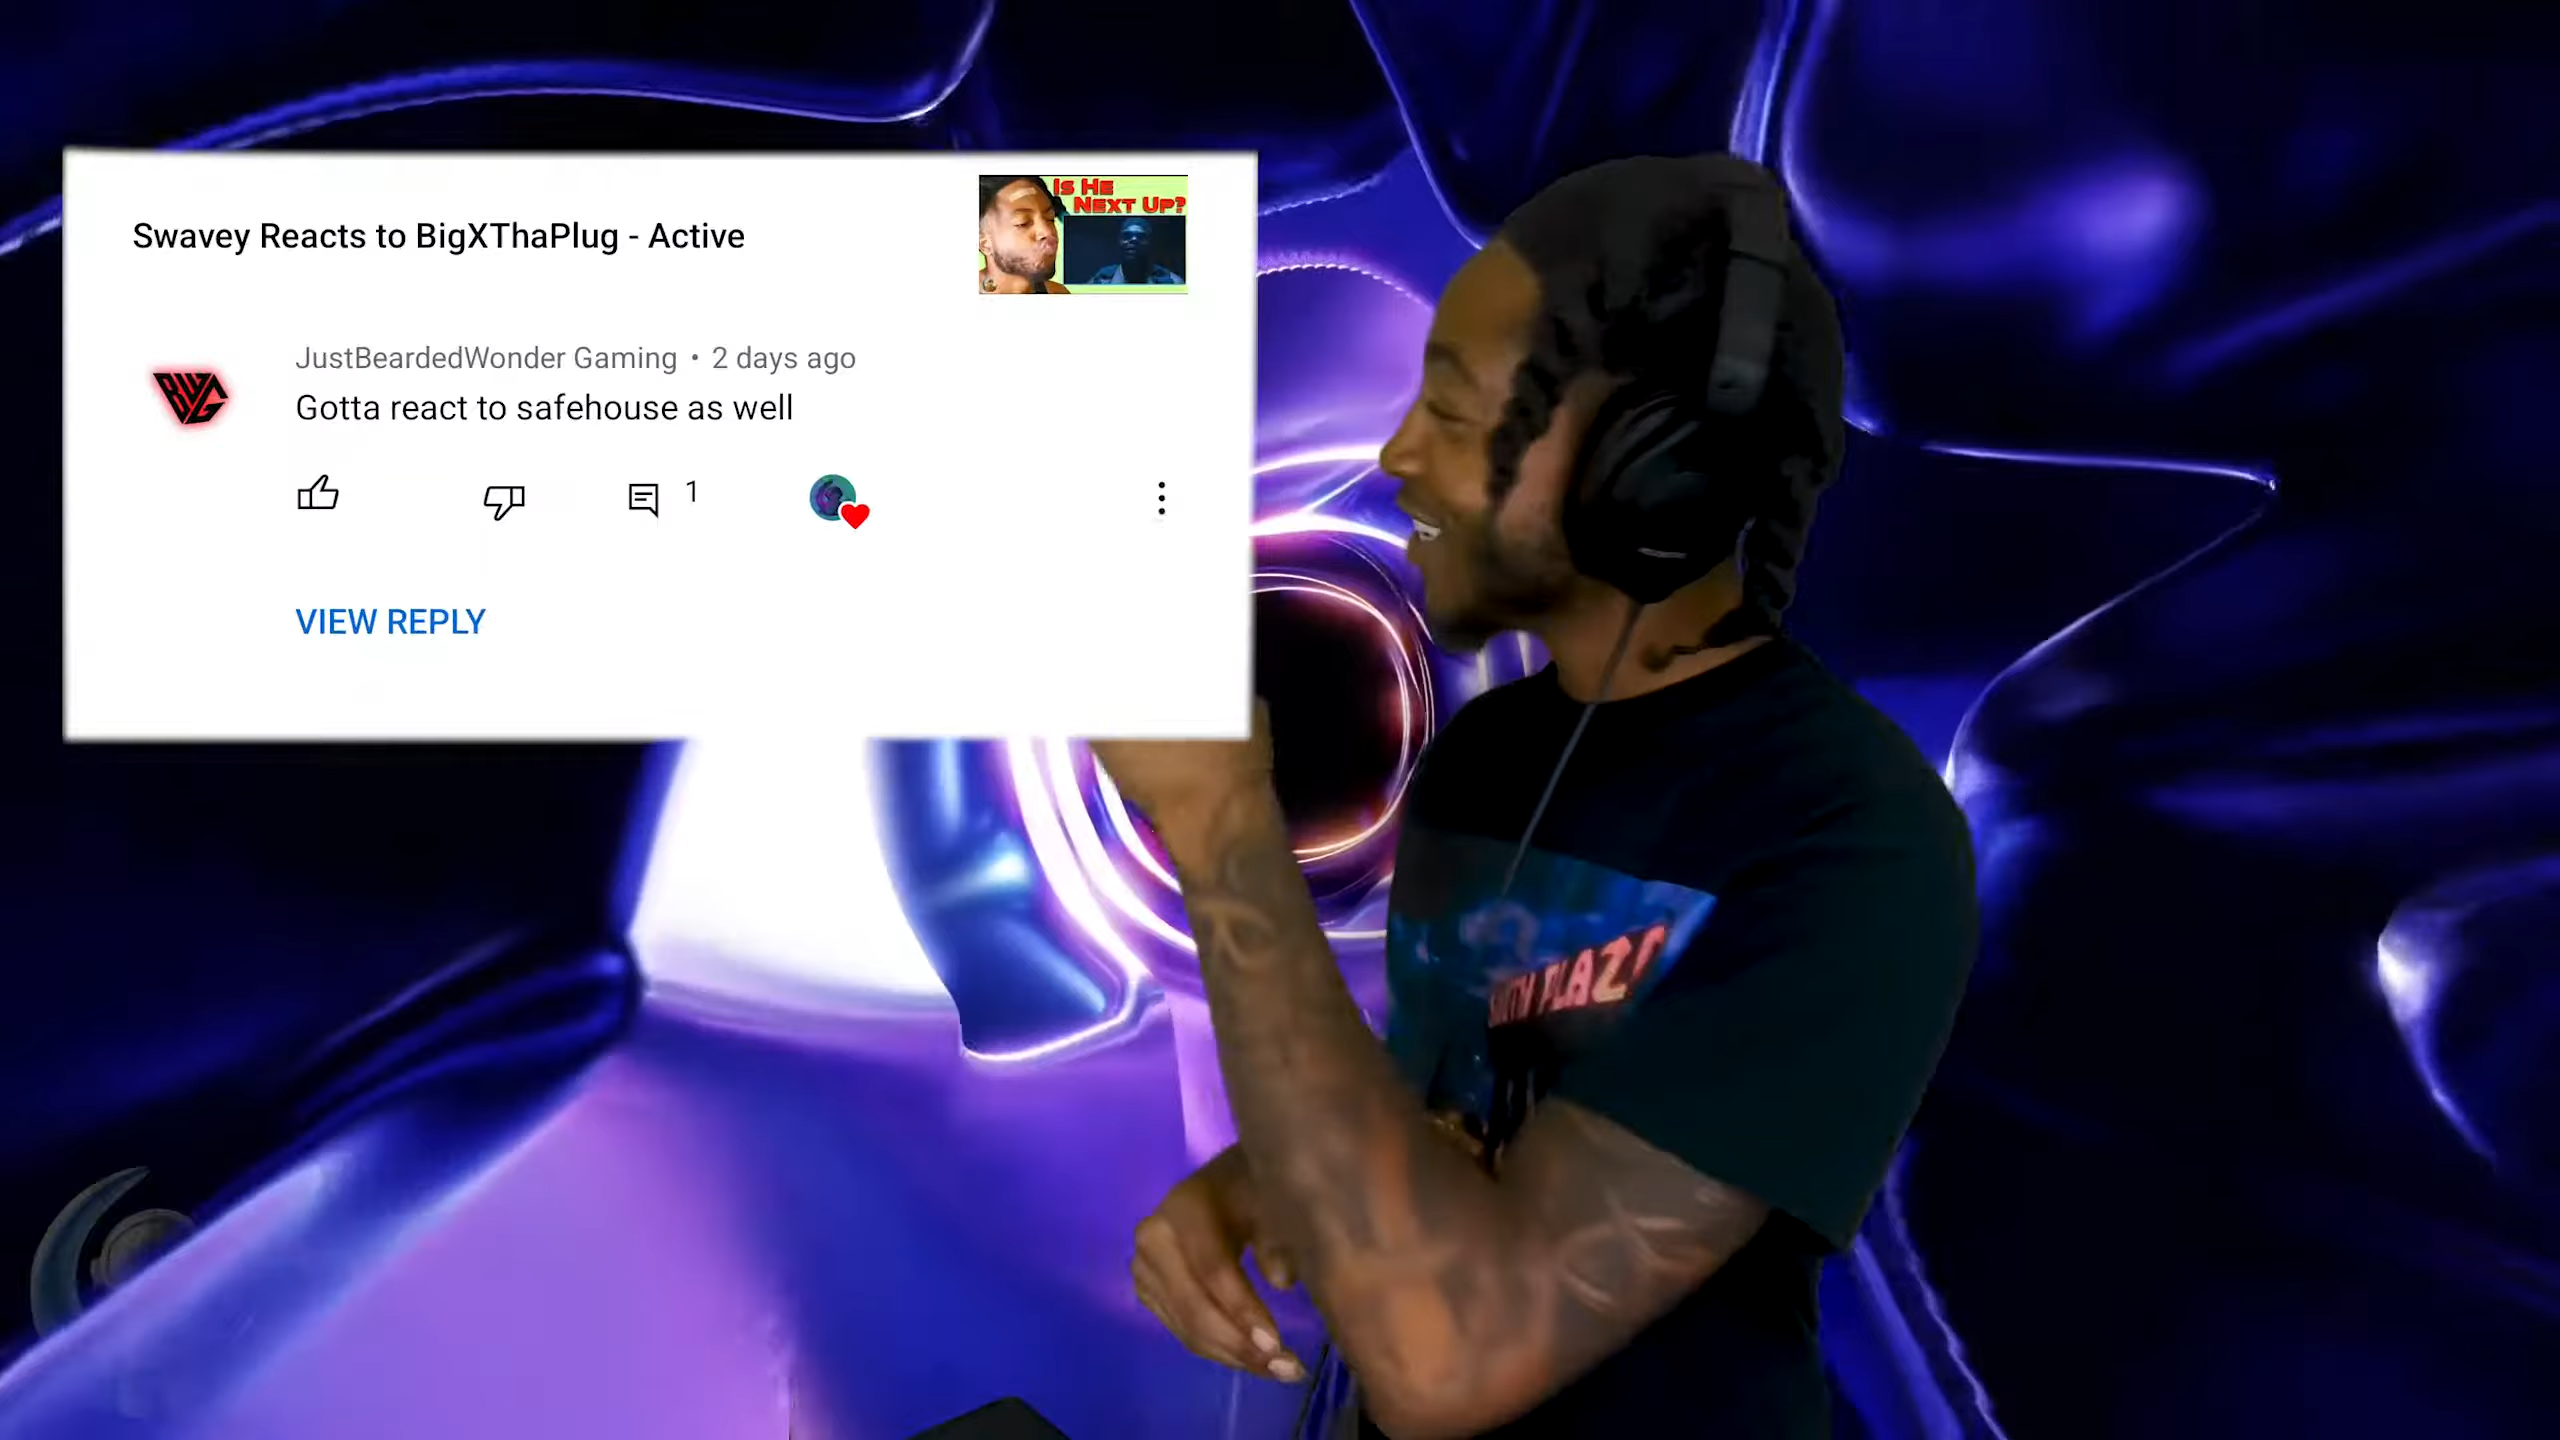 Swavey Reacts to BigXThaPlug - Active
Is He
Next Up?
JustBeardedWonder Gaming • 2 days ago
Gotta react to safehouse as well
1
VIEW REPLY